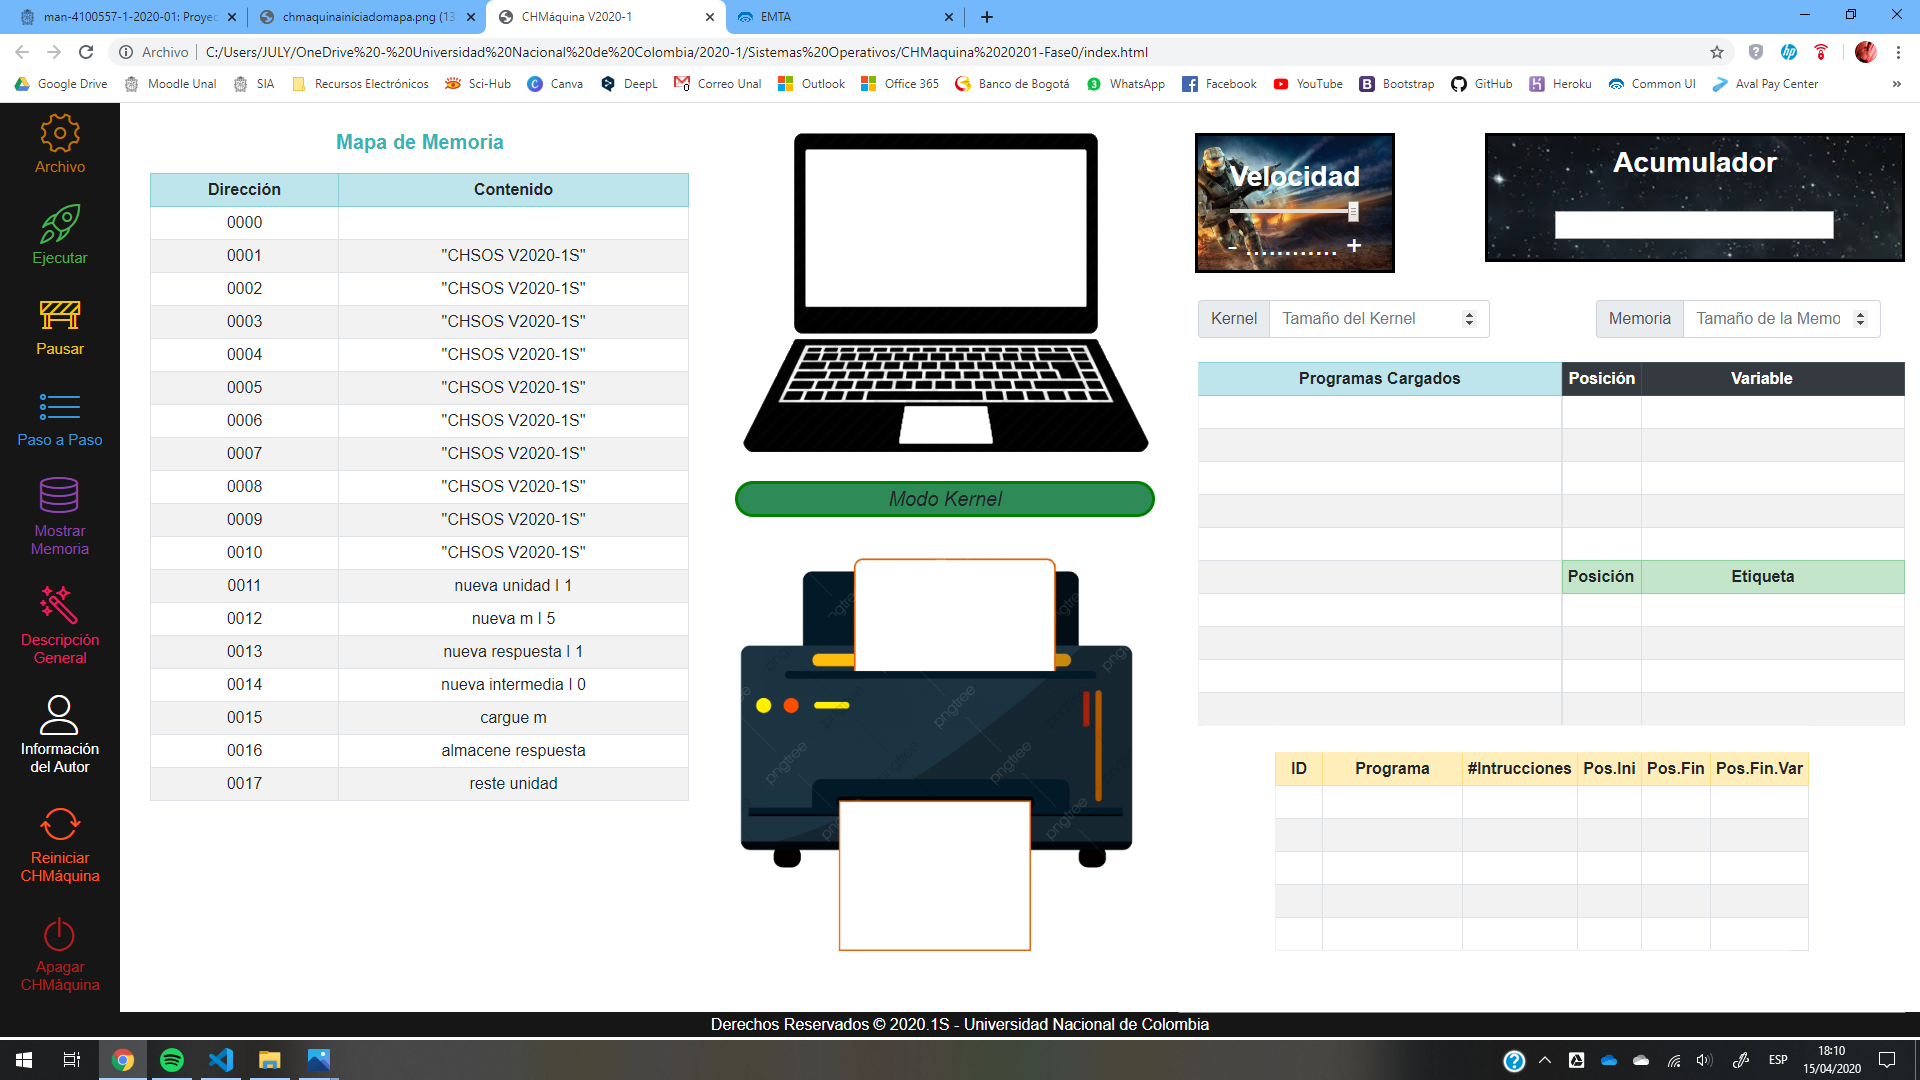 man-4100557-1-2020-01: Proyec
chmaquinainiciadomapa.png (13
CHMáquina V2020-1
EMTA
Archivo
C:/Users/JULY/OneDrive%20-%20Universidad%20Nacional%20de%20Colombia/2020-1/Sistemas%20Operativos/CHMaquina%2020201-Fase0/index.html
Google Drive
Moodle Unal
SIA
Recursos Electrónicos
Sci-Hub
Canva
DeepL
Correo Unal
Outlook
Office 365
Banco de Bogotá
WhatsApp
Facebook
YouTube
Bootstrap
GitHub
Heroku
Common UI
Aval Pay Center
»
Archivo
Ejecutar
Pausar
Paso a Paso
Mostrar
Memoria
Descripción
General
Información
del Autor
Reiniciar
CHMáquina
Apagar
CHMáquina
Mapa de Memoria
Dirección Contenido
0000
0001 "CHSOS V2020-1S"
0002 "CHSOS V2020-1S"
0003 "CHSOS V2020-1S"
0004 "CHSOS V2020-1S"
0005 "CHSOS V2020-1S"
0006 "CHSOS V2020-1S"
0007 "CHSOS V2020-1S"
0008 "CHSOS V2020-1S"
0009 "CHSOS V2020-1S"
0010 "CHSOS V2020-1S"
0011 nueva unidad I 1
0012 nueva m I 5
0013 nueva respuesta I 1
0014 nueva intermedia I 0
0015 cargue m
0016 almacene respuesta
0017 reste unidad
Modo Kernel
pngtree
pngtree
pngtree
pngtree
pngtree
Velocidad
- ............ +
Acumulador
Kernel Tamaño del Kernel
Memoria Tamaño de la Memo
Programas Cargados
Posición Variable
Posición Etiqueta
ID Programa #Intrucciones Pos.Ini Pos.Fin Pos.Fin.Var
Derechos Reservados © 2020.1S - Universidad Nacional de Colombia
ESP
18:10
15/04/2020